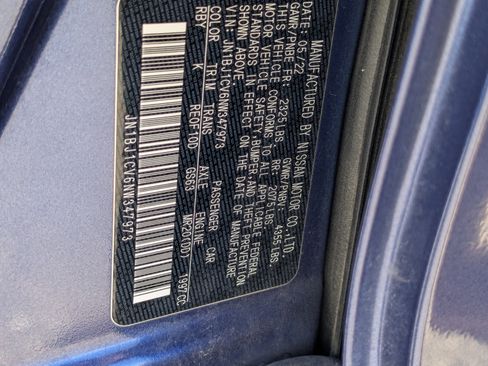 MANUFACTURED BY NISSAN MOTOR CO.,LTD.
DATE: 05/22 GVWR/PNBV: 4355 LBS.
GAWR/PNBE FR: 2325 LBS. RR: 2075 LBS.
THIS VEHICLE CONFORMS TO ALL APPLICABLE FEDERAL
MOTOR VEHICLE SAFETY,BUMPER,AND THEFT PREVENTION
STANDARDS IN EFFECT ON THE DATE OF MANUFACTURE
SHOWN ABOVE.
VIN: JN1BJ1CV6NW347973 PASSENGER CAR
COLOR TRIM TRANS AXLE ENGINE
RBY K REOF10D GS63 MR20(DD) 1997CC
JN1BJ1CV6NW347973